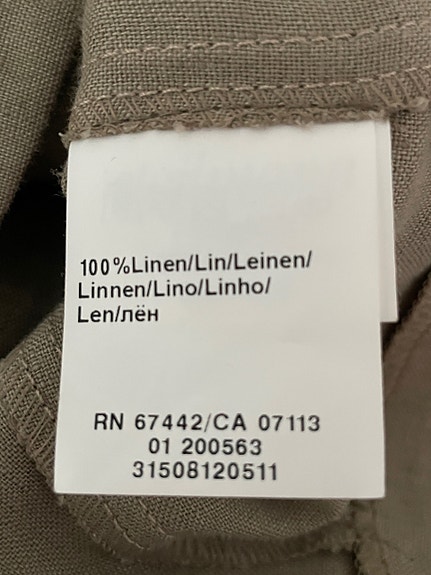 100%Linen/Lin/Leinen/
Linnen/Lino/Linho/
Len/лён
RN 67442/CA 07113
01 200563
31508120511